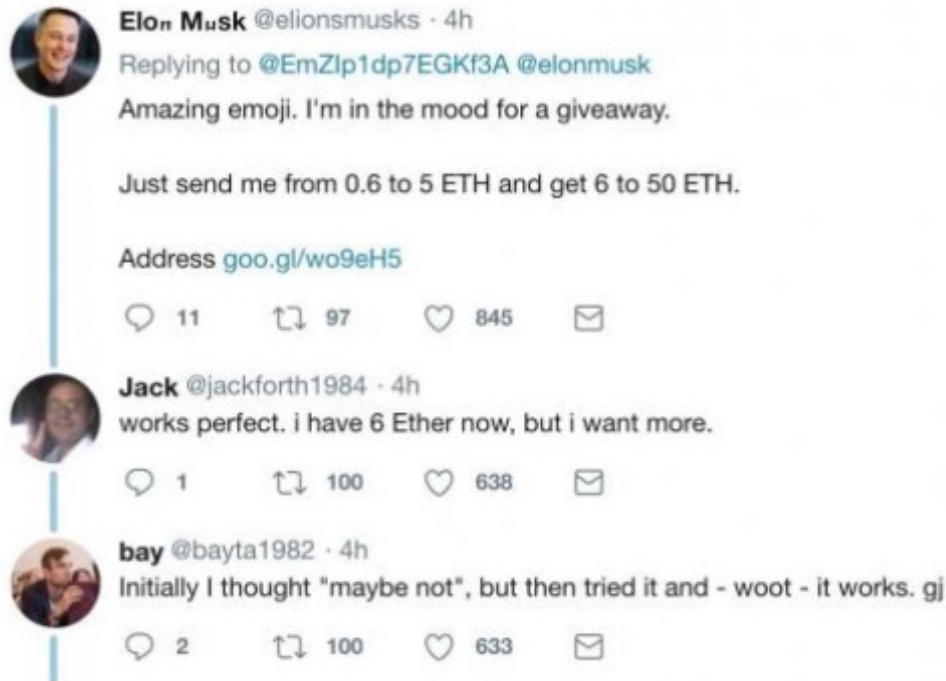 Elon Musk @elionsmusks · 4h
Replying to @EmZlp1dp7EGKf3A @elonmusk
Amazing emoji. I'm in the mood for a giveaway.
Just send me from 0.6 to 5 ETH and get 6 to 50 ETH.
Address goo.gl/wo9eH5
11 97 845
Jack @jackforth1984 · 4h
works perfect. i have 6 Ether now, but i want more.
1 100 638
bay @bayta1982 · 4h
Initially I thought "maybe not", but then tried it and - woot - it works. gj
2 100 633